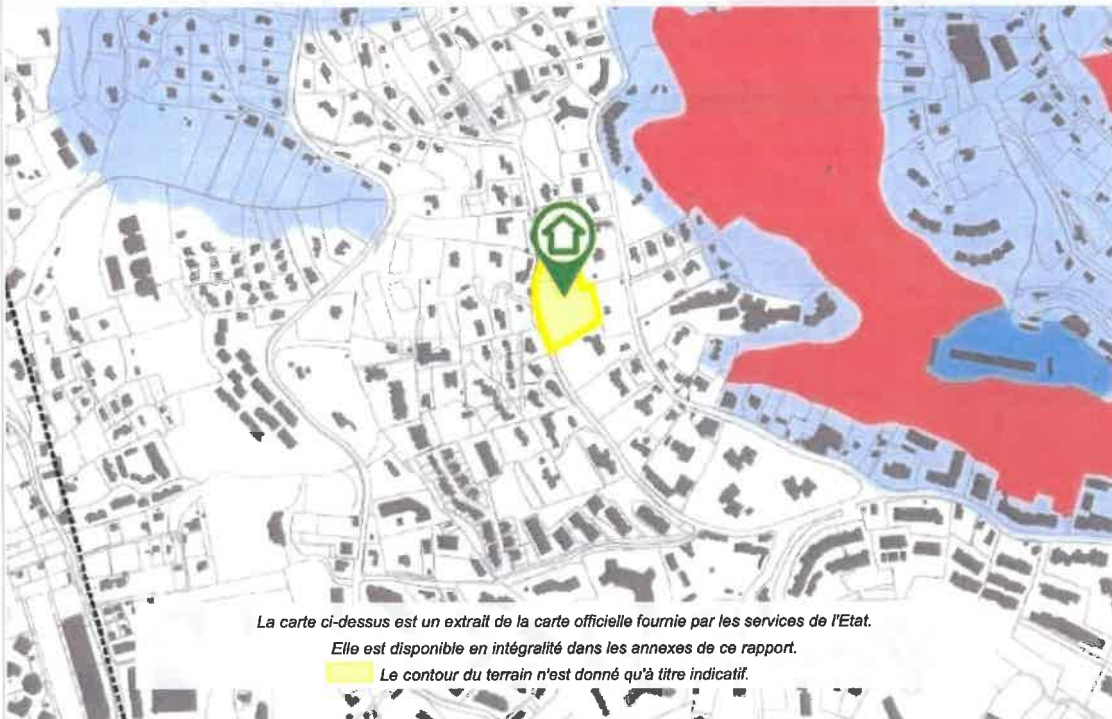 La carte ci-dessus est un extrait de la carte officielle fournie par les services de l'Etat.
Elle est disponible en intégralité dans les annexes de ce rapport.
Le contour du terrain n'est donné qu'à titre indicatif.